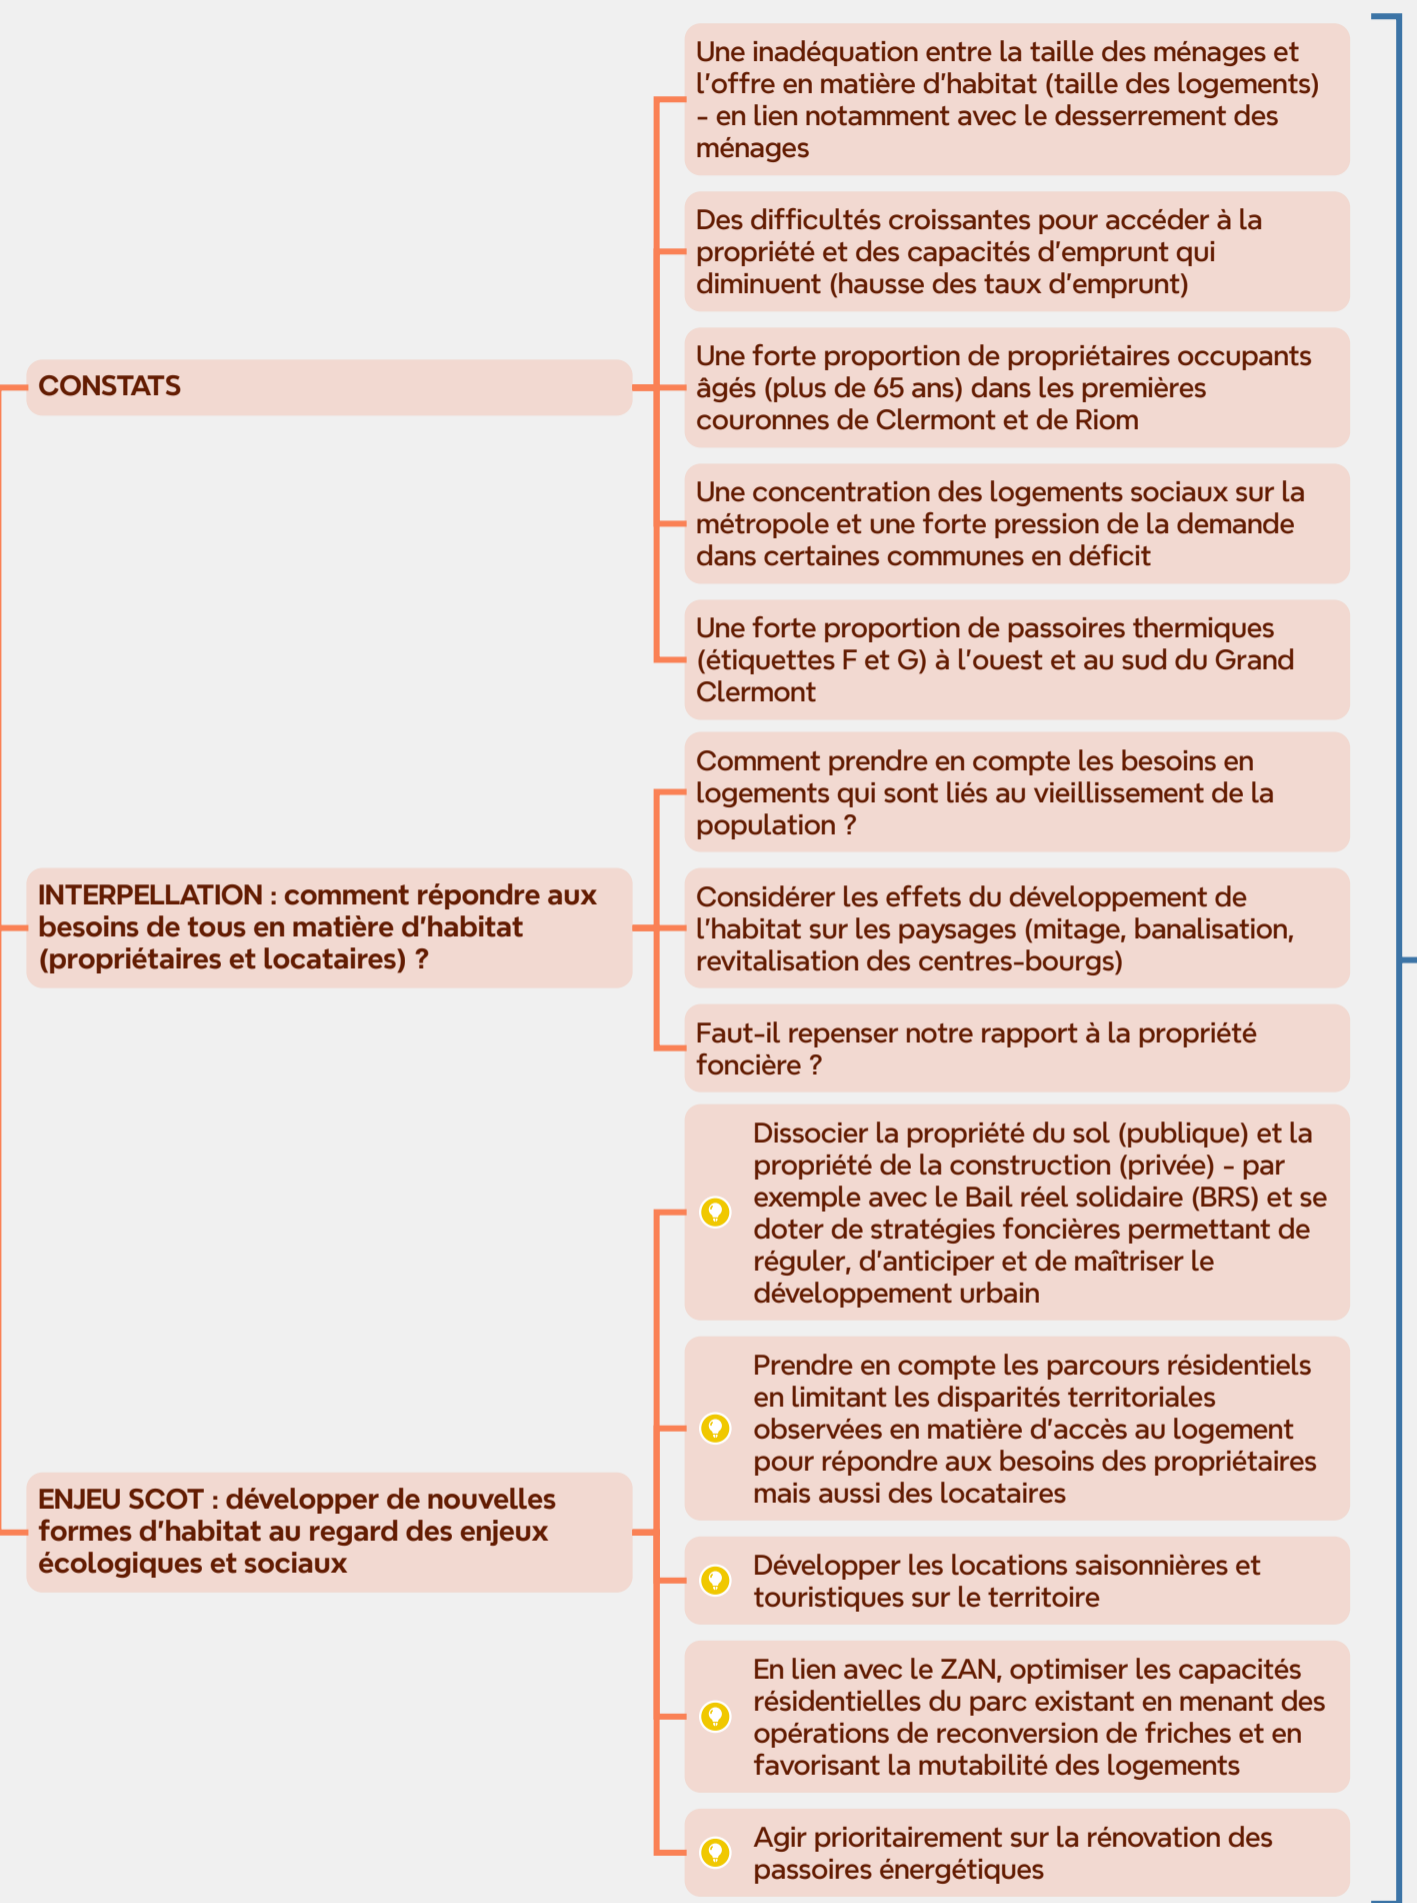 CONSTATS
Une inadéquation entre la taille des ménages et
l'offre en matière d'habitat (taille des logements)
- en lien notamment avec le desserrement des
ménages
Des difficultés croissantes pour accéder à la
propriété et des capacités d'emprunt qui
diminuent (hausse des taux d'emprunt)
Une forte proportion de propriétaires occupants
âgés (plus de 65 ans) dans les premières
couronnes de Clermont et de Riom
Une concentration des logements sociaux sur la
métropole et une forte pression de la demande
dans certaines communes en déficit
Une forte proportion de passoires thermiques
(étiquettes F et G) à l'ouest et au sud du Grand
Clermont
INTERPELLATION : comment répondre aux
besoins de tous en matière d'habitat
(propriétaires et locataires) ?
Comment prendre en compte les besoins en
logements qui sont liés au vieillissement de la
population ?
Considérer les effets du développement de
l'habitat sur les paysages (mitage, banalisation,
revitalisation des centres-bourgs)
Faut-il repenser notre rapport à la propriété
foncière ?
ENJEU SCOT : développer de nouvelles
formes d'habitat au regard des enjeux
écologiques et sociaux
Dissocier la propriété du sol (publique) et la
propriété de la construction (privée) - par
exemple avec le Bail réel solidaire (BRS) et se
doter de stratégies foncières permettant de
réguler, d'anticiper et de maîtriser le
développement urbain
Prendre en compte les parcours résidentiels
en limitant les disparités territoriales
observées en matière d'accès au logement
pour répondre aux besoins des propriétaires
mais aussi des locataires
Développer les locations saisonnières et
touristiques sur le territoire
En lien avec le ZAN, optimiser les capacités
résidentielles du parc existant en menant des
opérations de reconversion de friches et en
favorisant la mutabilité des logements
Agir prioritairement sur la rénovation des
passoires énergétiques